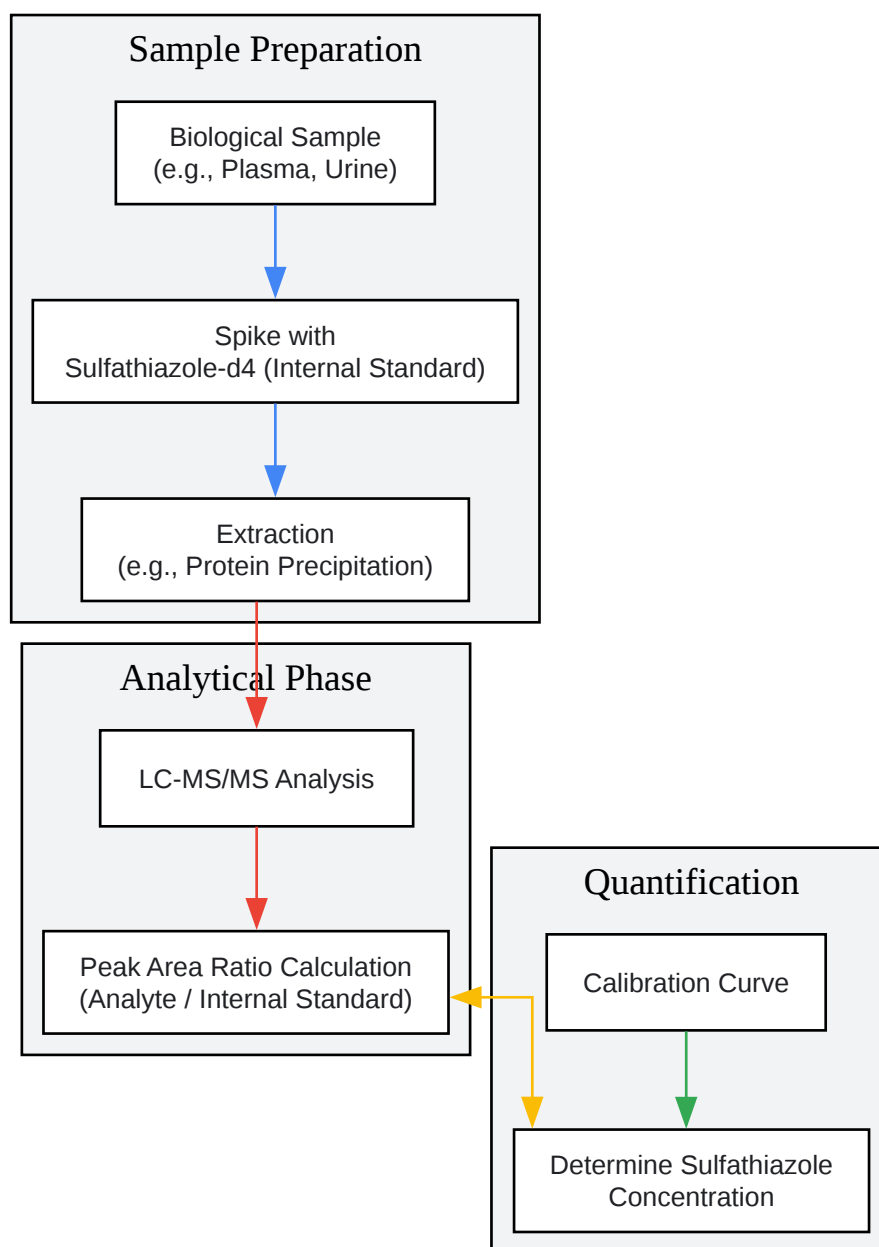 Sample Preparation
Biological Sample
(e.g., Plasma, Urine)
Spike with
Sulfathiazole-d4 (Internal Standard)
Extraction
(e.g., Protein Precipitation)
Analytical Phase
LC-MS/MS Analysis
Peak Area Ratio Calculation
(Analyte / Internal Standard)
Quantification
Calibration Curve
Determine Sulfathiazole
Concentration